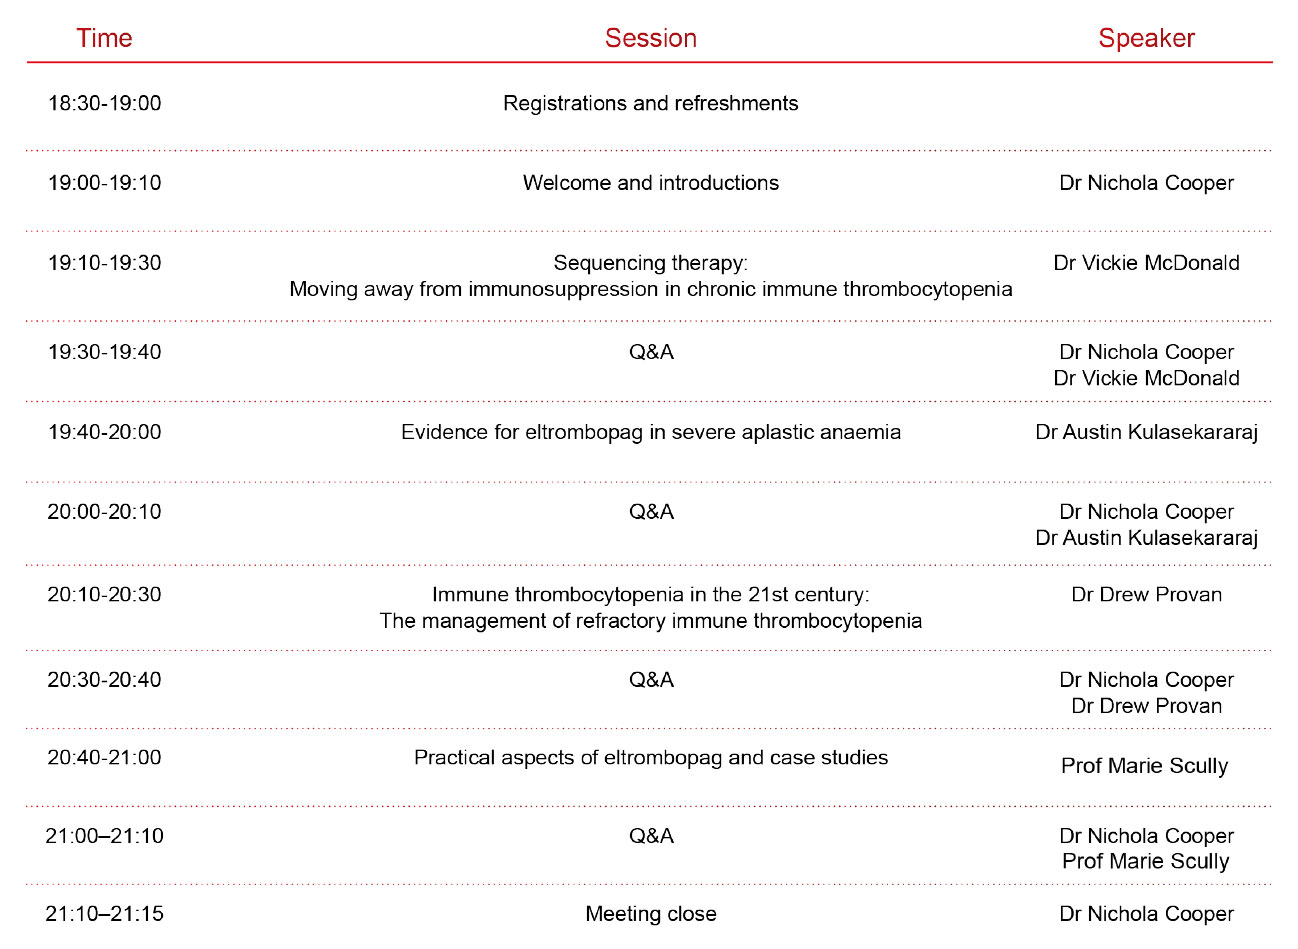 Time Session Speaker
18:30-19:00 Registrations and refreshments
19:00-19:10 Welcome and introductions Dr Nichola Cooper
19:10-19:30 Sequencing therapy: Dr Vickie McDonald
Moving away from immunosuppression in chronic immune thrombocytopenia
19:30-19:40 Q&A Dr Nichola Cooper
Dr Vickie McDonald
19:40-20:00 Evidence for eltrombopag in severe aplastic anaemia Dr Austin Kulasekararaj
20:00-20:10 Q&A Dr Nichola Cooper
Dr Austin Kulasekararaj
20:10-20:30 Immune thrombocytopenia in the 21st century: Dr Drew Provan
The management of refractory immune thrombocytopenia
20:30-20:40 Q&A Dr Nichola Cooper
Dr Drew Provan
20:40-21:00 Practical aspects of eltrombopag and case studies Prof Marie Scully
21:00–21:10 Q&A Dr Nichola Cooper
Prof Marie Scully
21:10–21:15 Meeting close Dr Nichola Cooper